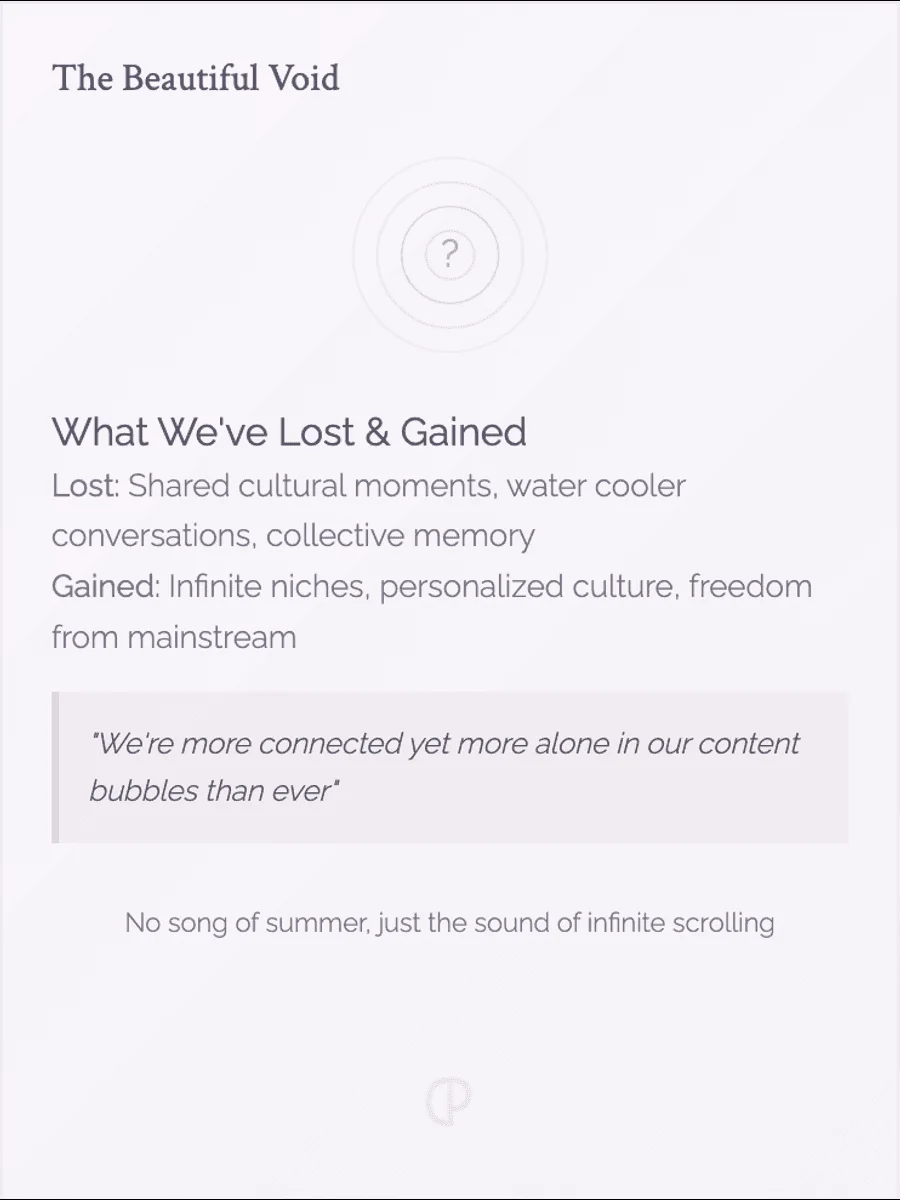 The Beautiful Void
?
What We've Lost & Gained
Lost: Shared cultural moments, water cooler
conversations, collective memory
Gained: Infinite niches, personalized culture, freedom
from mainstream
"We're more connected yet more alone in our content
bubbles than ever"
No song of summer, just the sound of infinite scrolling